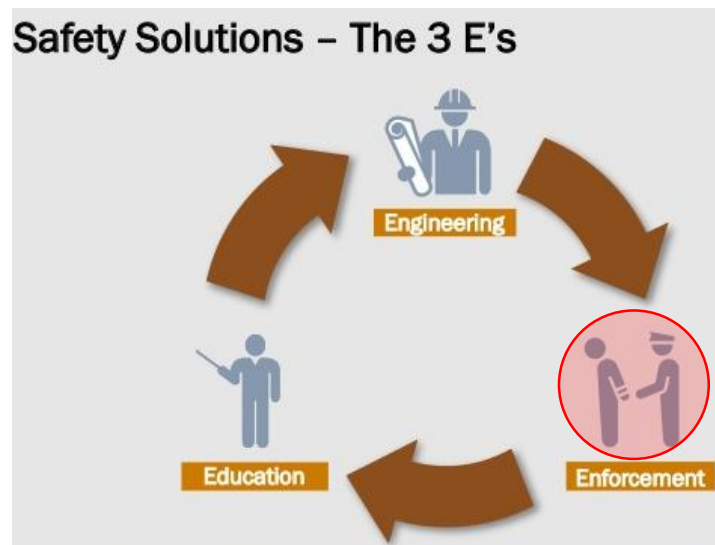 Safety Solutions – The 3 E's
Engineering
Education
Enforcement